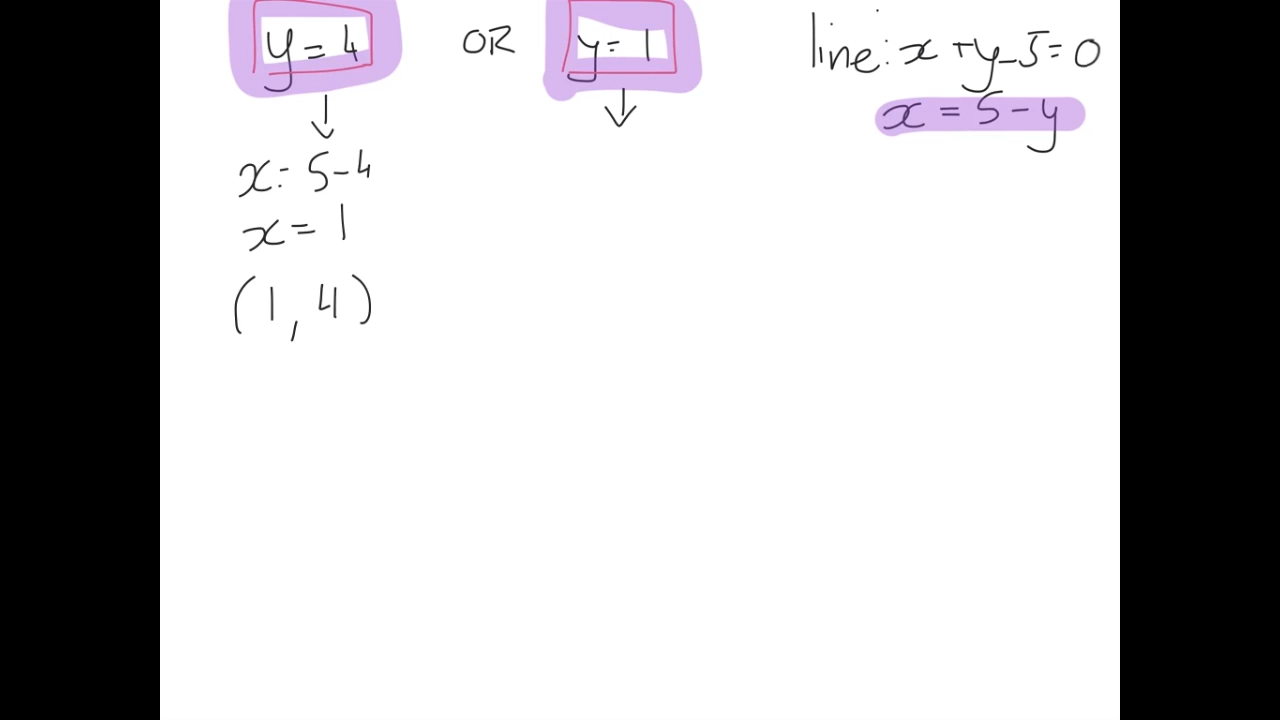 y = 4 OR y = 1 line: x + y - 5 = 0
x = 5 - y
x = 5 - 4
x = 1
(1, 4)